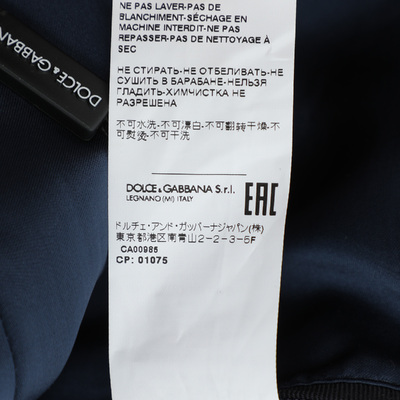 NE PAS LAVER-PAS DE
BLANCHIMENT-SÉCHAGE EN
MACHINE INTERDIT-NE PAS
REPASSER-PAS DE NETTOYAGE À
SEC
НЕ СТИРАТЬ-НЕ ОТБЕЛИВАТЬ-НЕ
СУШИТЬ В БАРАБАНЕ-НЕЛЬЗЯ
ГЛАДИТЬ-ХИМЧИСТКА НЕ
РАЗРЕШЕНА
不可水洗-不可漂白-不可翻转干燥-不
可熨烫-不可干洗
DOLCE & GABBANA S.r.l.
LEGNANO (MI) ITALY
EAC
ドルチェ・アンド・ガッバーナジャパン(株)
東京都港区南青山2-2-3-5F
CA00985
CP: 01075
DOLCE & GABBANA